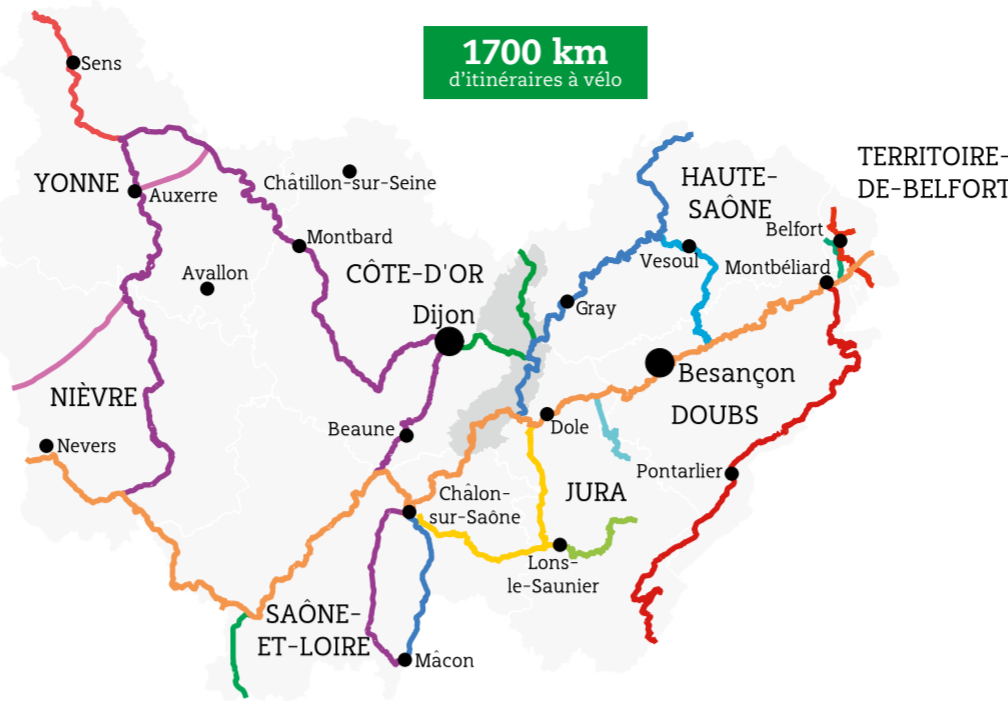 1700 km
d'itinéraires à vélo
Sens
YONNE
Auxerre
Châtillon-sur-Seine
Montbard
Avallon
CÔTE-D'OR
Dijon
HAUTE-
SAÔNE
TERRITOIRE-
DE-BELFORT
Belfort
Vesoul
Montbéliard
Gray
Besançon
DOUBS
NIÈVRE
Nevers
Beaune
Dole
Pontarlier
Châlon-
sur-Saône
JURA
Lons-
le-Saunier
SAÔNE-
ET-LOIRE
Mâcon